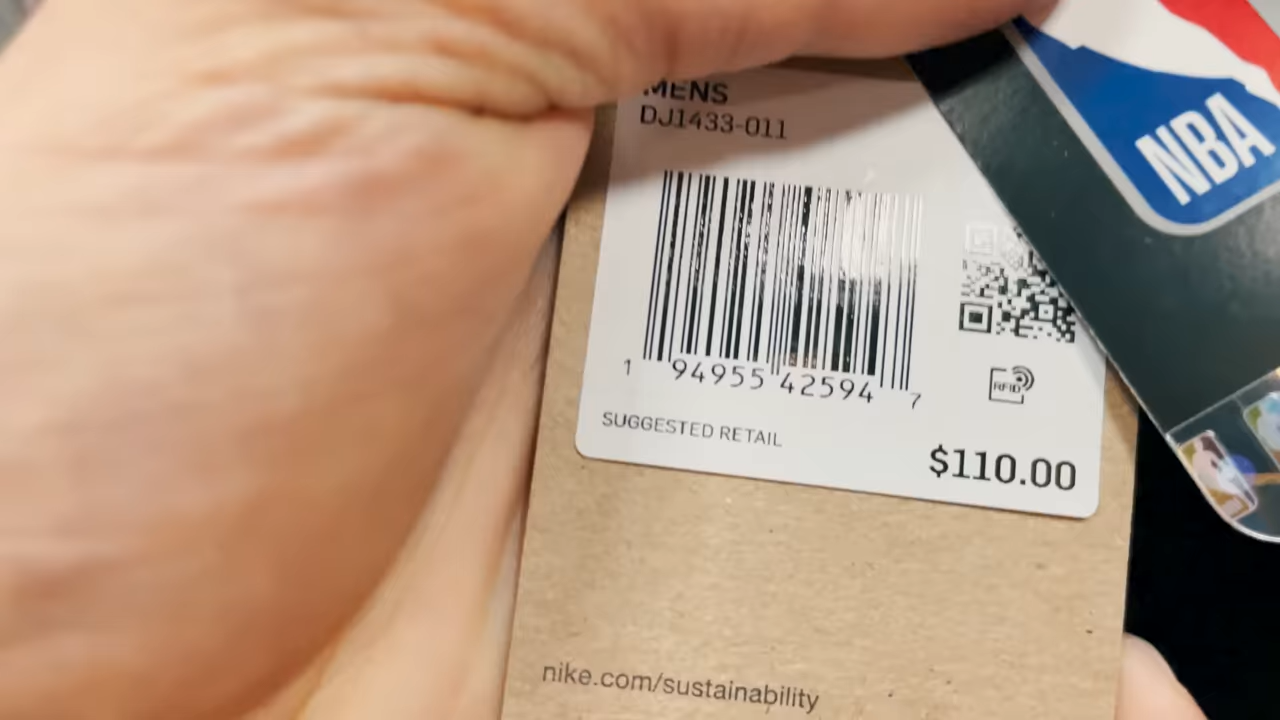 MENS
DJ1433-011
NBA
RFID
1 94955 42594 7
SUGGESTED RETAIL
$110.00
nike.com/sustainability